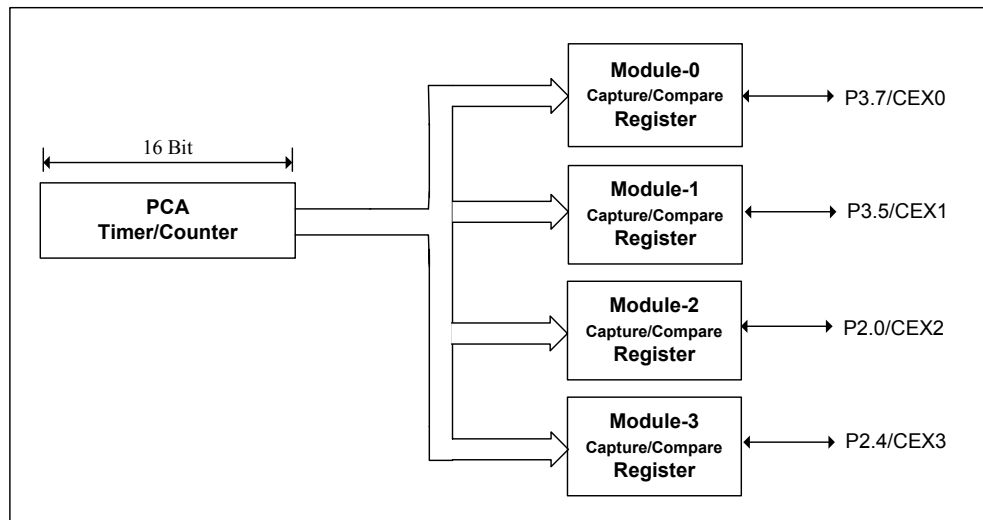 16 Bit
PCA
Timer/Counter
Module-0
Capture/Compare
Register
P3.7/CEX0
Module-1
Capture/Compare
Register
P3.5/CEX1
Module-2
Capture/Compare
Register
P2.0/CEX2
Module-3
Capture/Compare
Register
P2.4/CEX3